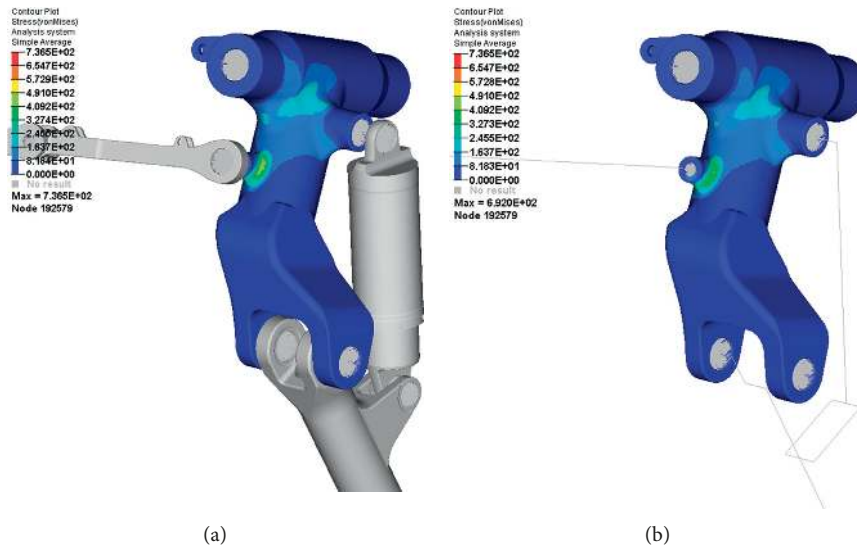 Contour Plot
Stress(vonMises)
Analysis system
Simple Average
7.365E+02
6.547E+02
5.729E+02
4.910E+02
4.092E+02
3.274E+02
2.455E+02
1.637E+02
8.184E+01
0.000E+00
No result
Max = 7.365E+02
Node 192579
(a)
Contour Plot
Stress(vonMises)
Analysis system
Simple Average
7.365E+02
6.547E+02
5.728E+02
4.910E+02
4.092E+02
3.273E+02
2.455E+02
1.637E+02
8.183E+01
0.000E+00
No result
Max = 6.920E+02
Node 192579
(b)